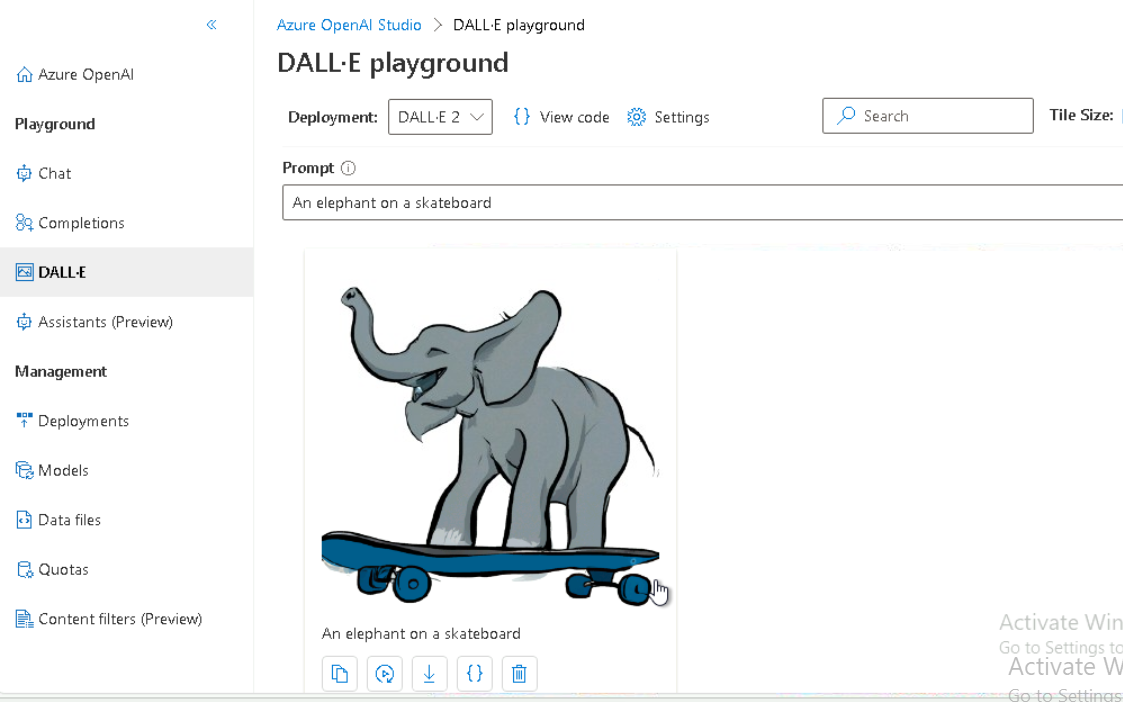 Azure OpenAI Studio > DALL·E playground
DALL·E playground
Azure OpenAI
Playground
Chat
Completions
DALL·E
Assistants (Preview)
Management
Deployments
Models
Data files
Quotas
Content filters (Preview)
Deployment: DALL·E 2 {} View code Settings Search Tile Size:
Prompt
An elephant on a skateboard
An elephant on a skateboard
{}
Activate Win
Go to Settings to
Activate W
Go to Settings